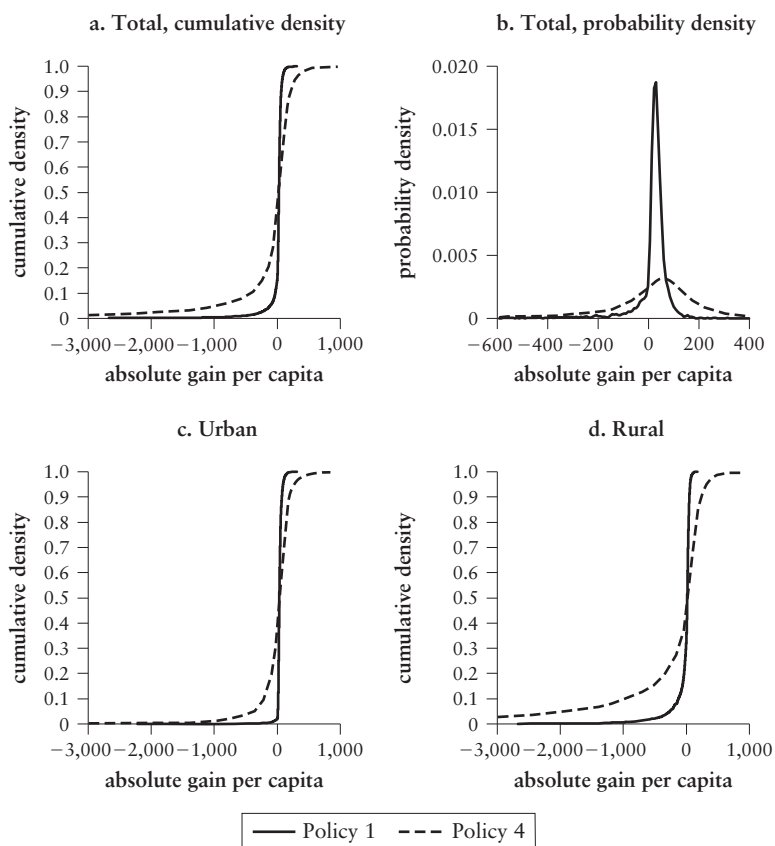 a. Total, cumulative density
cumulative density
1.0
0.9
0.8
0.7
0.6
0.5
0.4
0.3
0.2
0.1
0
−3,000 −2,000 −1,000 0 1,000
absolute gain per capita
b. Total, probability density
probability density
0.020
0.015
0.010
0.005
0
−600 −400 −200 0 200 400
absolute gain per capita
c. Urban
cumulative density
1.0
0.9
0.8
0.7
0.6
0.5
0.4
0.3
0.2
0.1
0
−3,000 −2,000 −1,000 0 1,000
absolute gain per capita
d. Rural
cumulative density
1.0
0.9
0.8
0.7
0.6
0.5
0.4
0.3
0.2
0.1
0
−3,000 −2,000 −1,000 0 1,000
absolute gain per capita
Policy 1 Policy 4